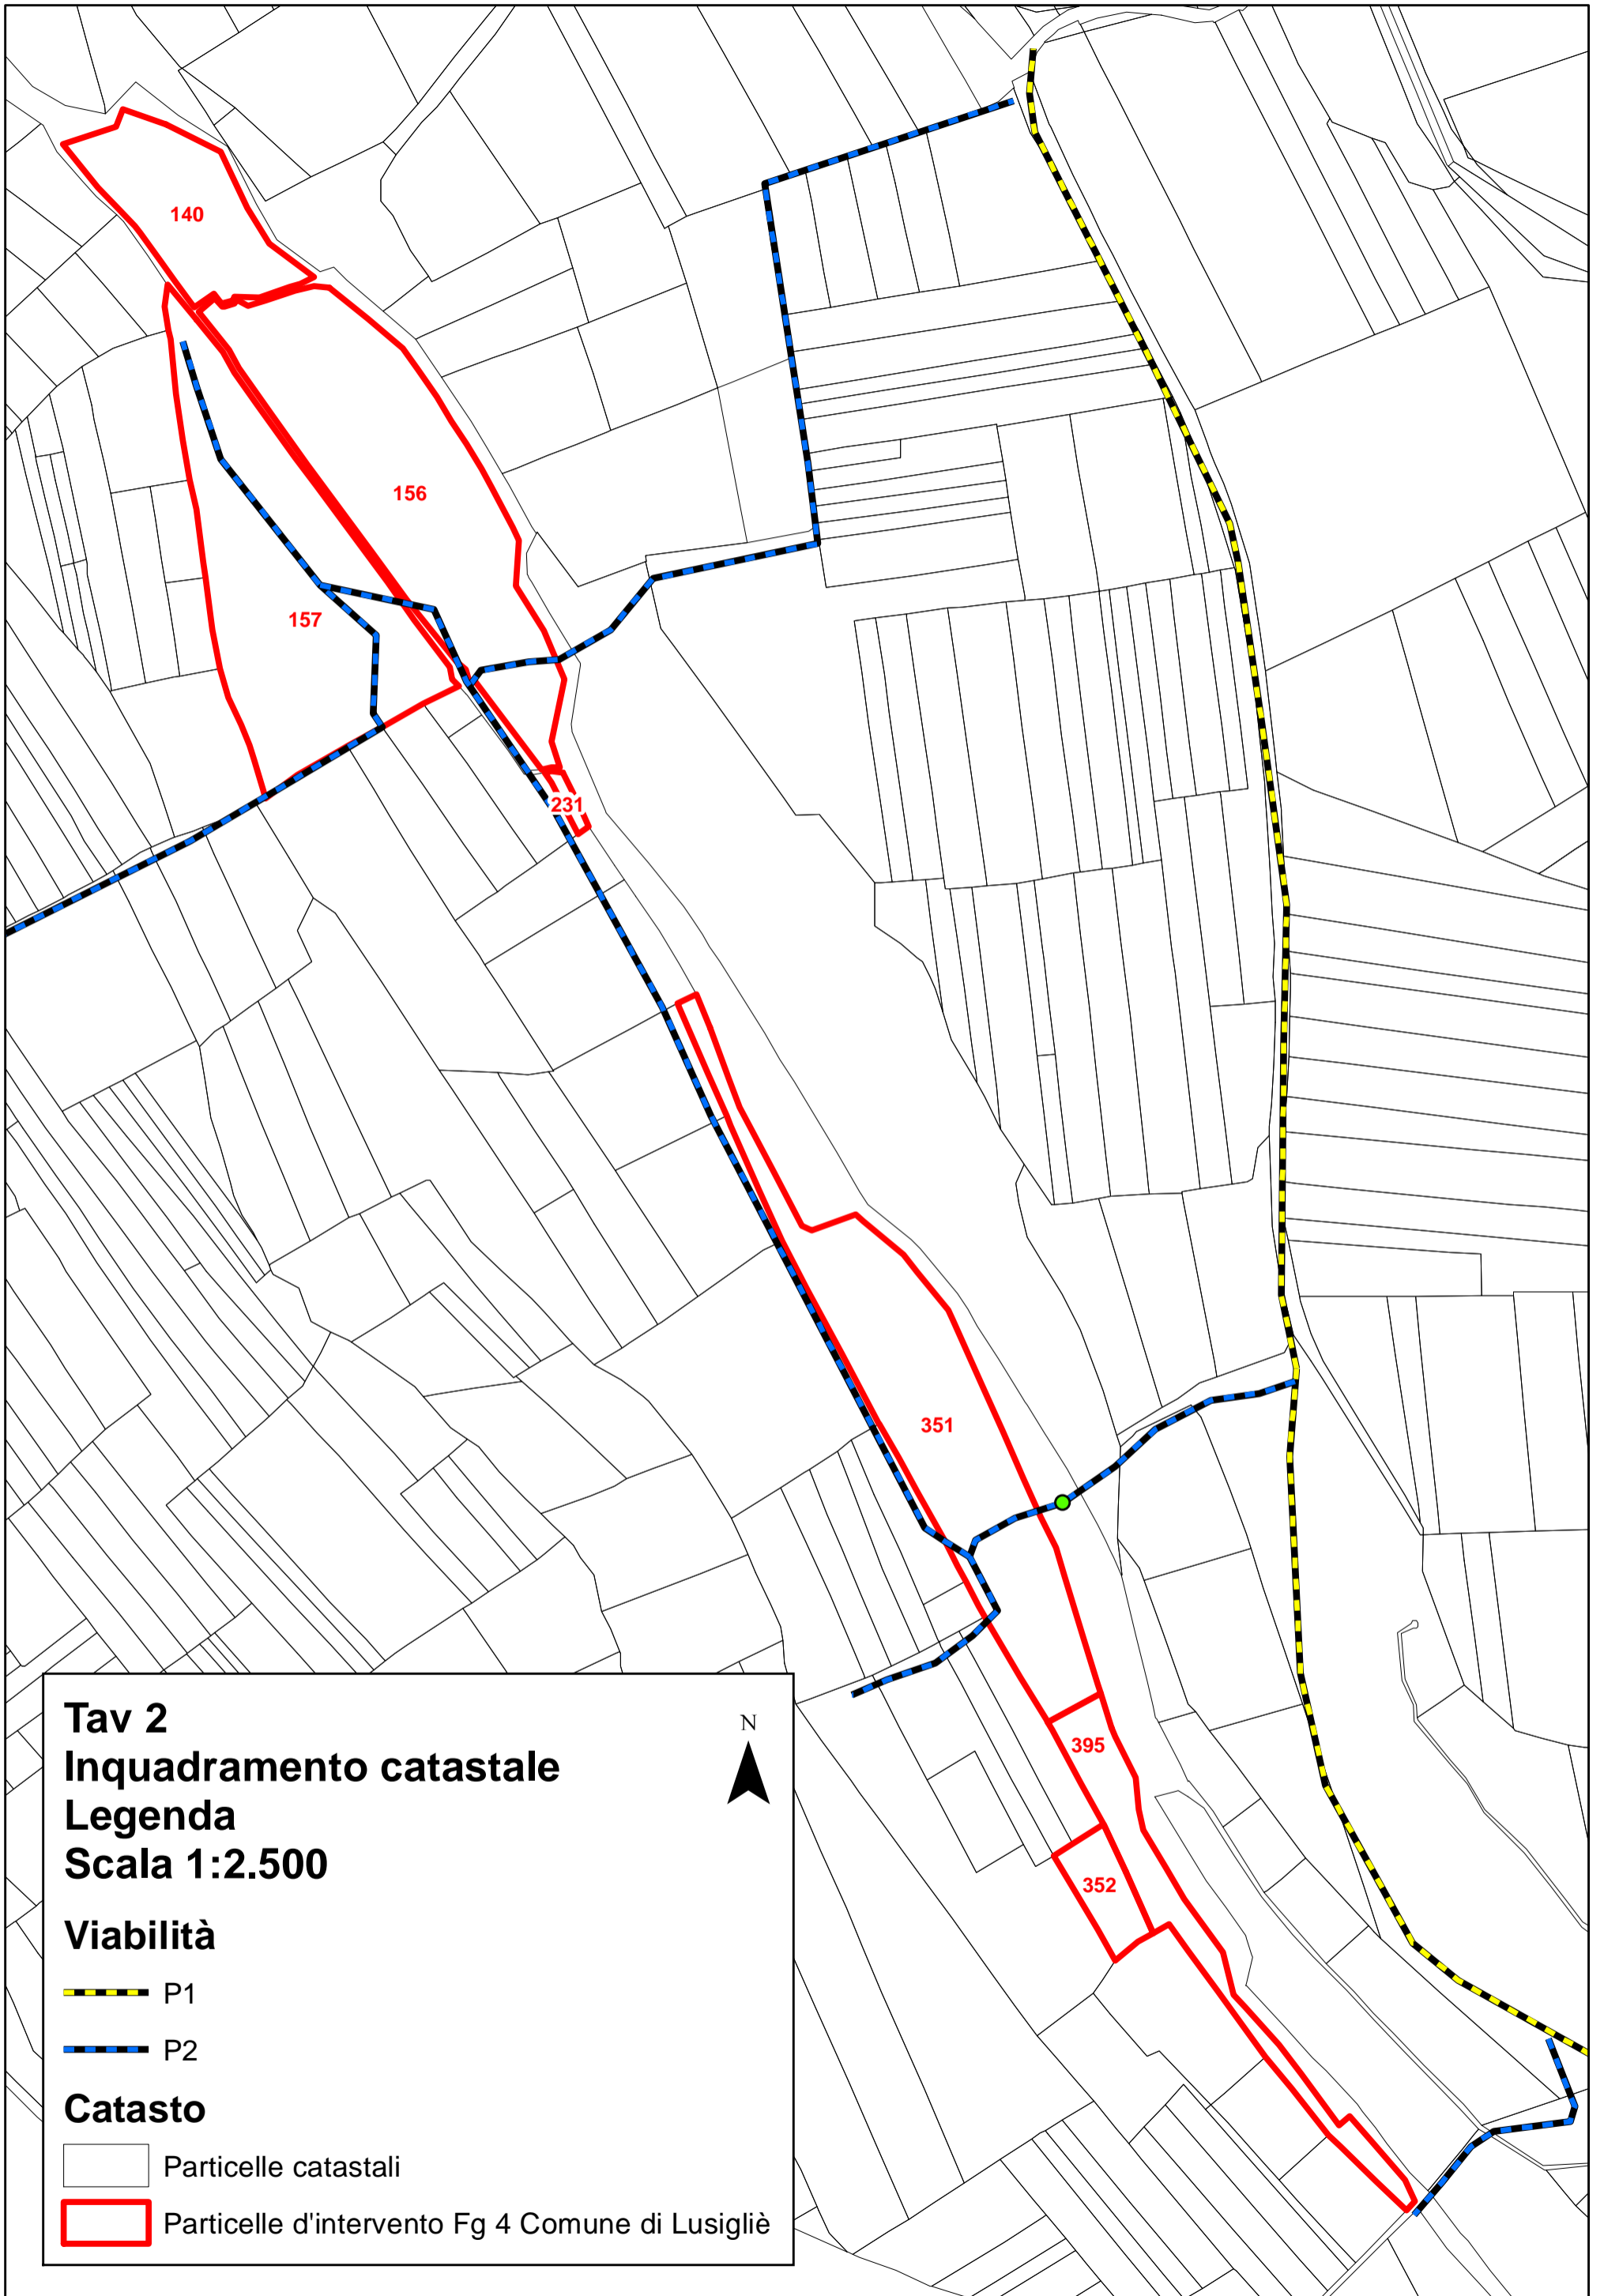 140
156
157
231
351
395
352
Tav 2
Inquadramento catastale
Legenda
Scala 1:2.500
N
Viabilità
P1
P2
Catasto
Particelle catastali
Particelle d'intervento Fg 4 Comune di Lusigliè